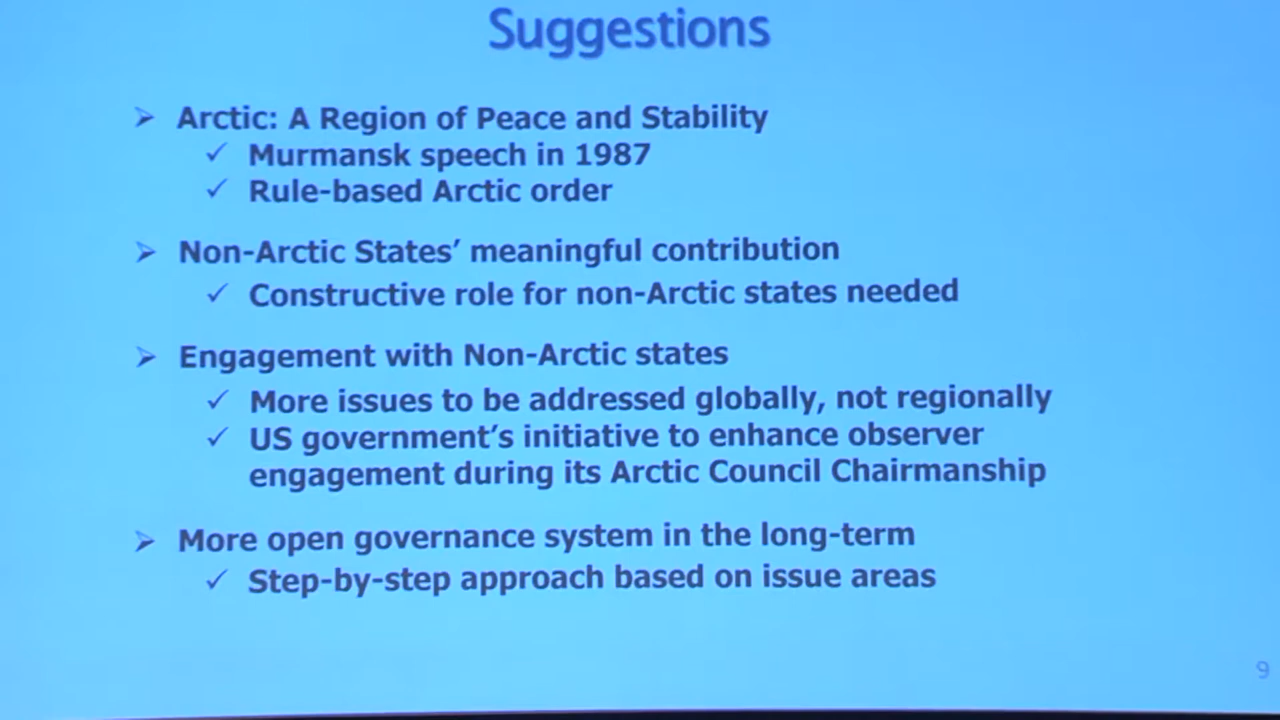 Suggestions
➢ Arctic: A Region of Peace and Stability
✓ Murmansk speech in 1987
✓ Rule-based Arctic order
➢ Non-Arctic States’ meaningful contribution
✓ Constructive role for non-Arctic states needed
➢ Engagement with Non-Arctic states
✓ More issues to be addressed globally, not regionally
✓ US government’s initiative to enhance observer
engagement during its Arctic Council Chairmanship
➢ More open governance system in the long-term
✓ Step-by-step approach based on issue areas
9